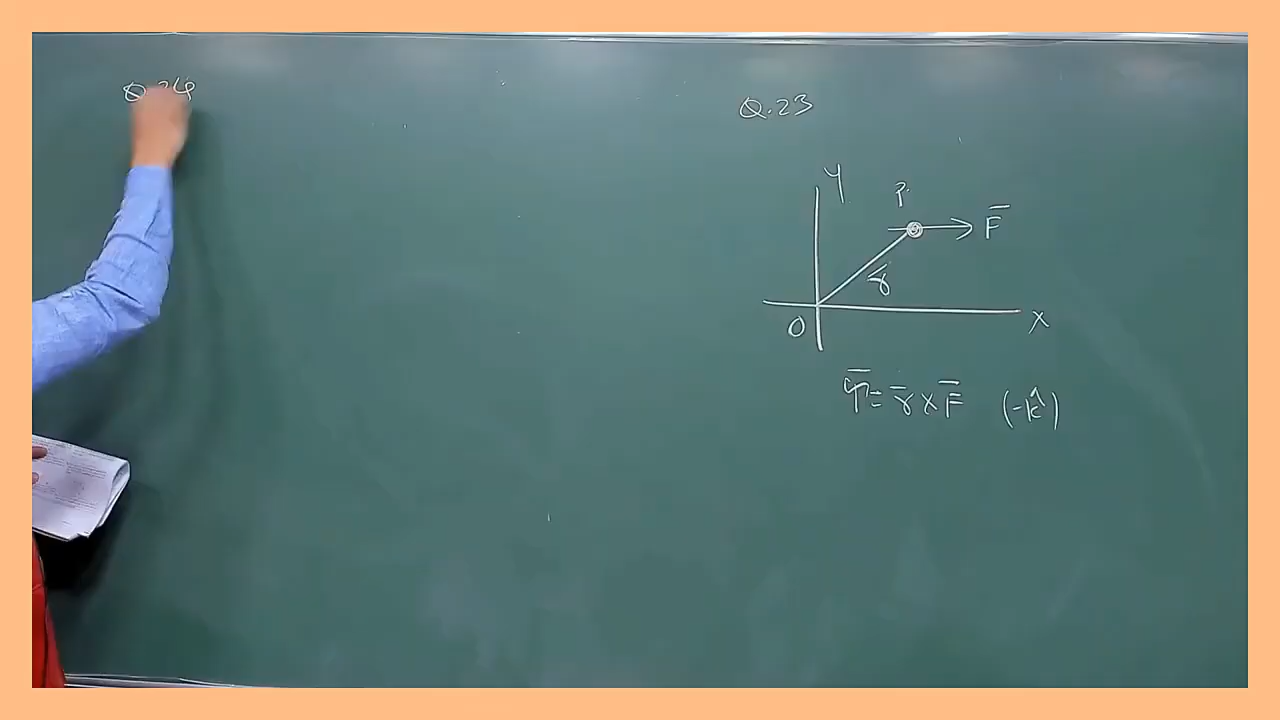 Q.24
Q.23
y
P
F̄
r̄
O
x
τ̄ = r̄ × F̄ (-k̂)